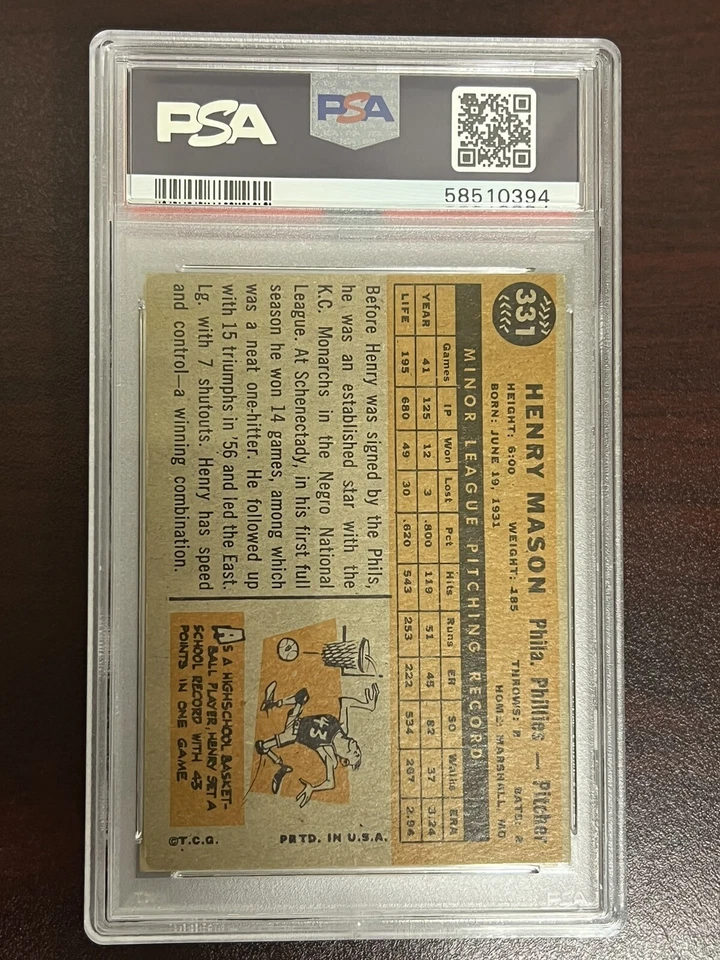 PSA
PSA
58510394
331
HENRY MASON Phila. Phillies — Pitcher
HEIGHT: 6:00 WEIGHT: 185 THROWS: R BATS: R
BORN: JUNE 19, 1931 HOME: MARSHALL, MO
MINOR LEAGUE PITCHING RECORD
Games IP Won Lost Pct Hits Runs ER SO Walks ERA
YEAR 41 125 12 3 .800 119 51 45 82 37 3.24
LIFE 195 680 49 30 .620 543 253 222 534 267 2.94
Before Henry was signed by the Phils,
he was an established star with the
K.C. Monarchs in the Negro National
League. At Schenectady, in his first full
season he won 14 games, among which
was a neat one-hitter. He followed up
with 15 triumphs in '56 and led the East.
Lg. with 7 shutouts. Henry has speed
and control—a winning combination.
43
AS A HIGH SCHOOL BASKET-
BALL PLAYER, HENRY SET A
SCHOOL RECORD WITH 43
POINTS IN ONE GAME
©T.C.G. PRTD. IN U.S.A.
PSA